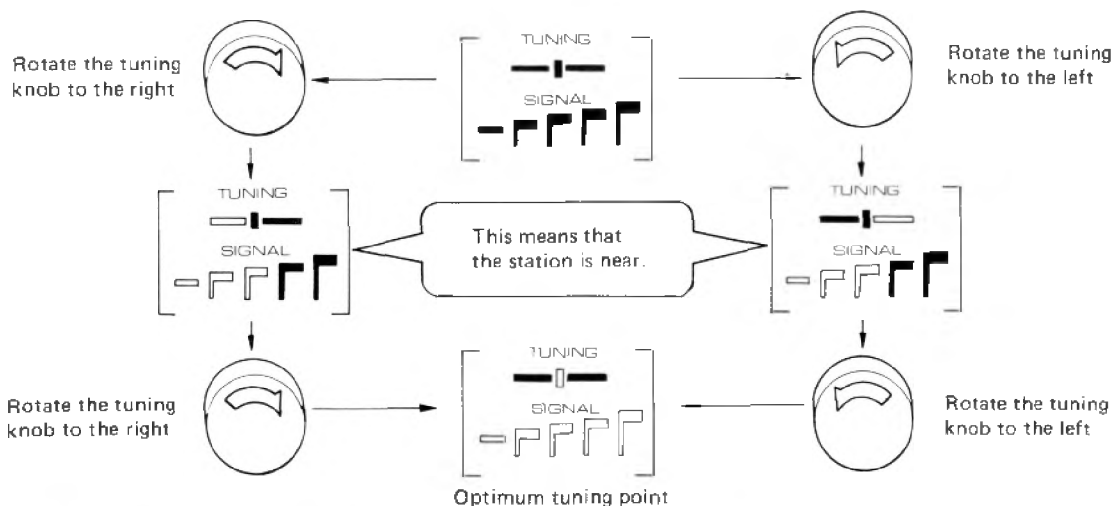 TUNING
SIGNAL
Rotate the tuning
knob to the right
Rotate the tuning
knob to the left
TUNING
SIGNAL
This means that
the station is near.
TUNING
SIGNAL
Rotate the tuning
knob to the right
TUNING
SIGNAL
Optimum tuning point
Rotate the tuning
knob to the left